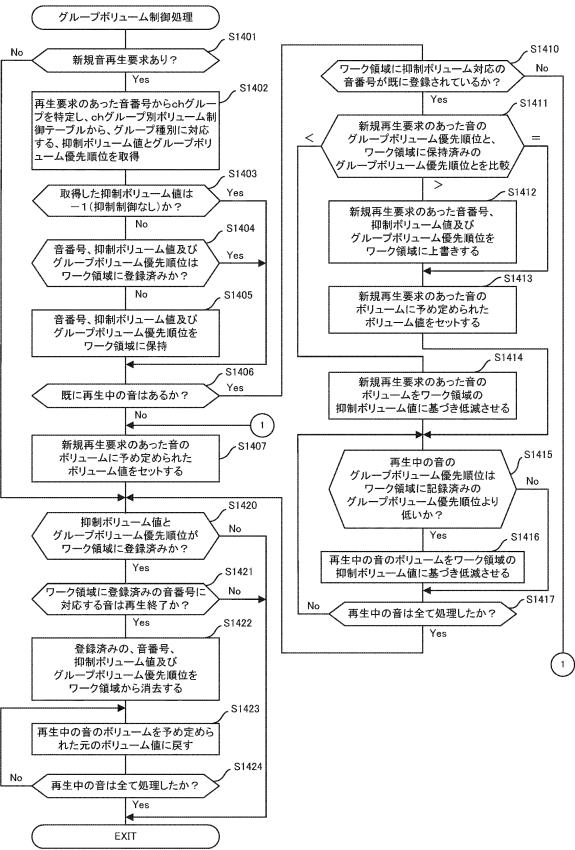 グループボリューム制御処理
S1401
新規音再生要求あり？
No
Yes
S1402
再生要求のあった音番号からchグループ
を特定し、chグループ別ボリューム制
御テーブルから、グループ種別に対応
する、抑制ボリューム値とグループボ
リューム優先順位を取得
S1403
取得した抑制ボリューム値は
－1（抑制制御なし）か？
Yes
No
S1404
音番号、抑制ボリューム値及び
グループボリューム優先順位は
ワーク領域に登録済みか？
Yes
No
S1405
音番号、抑制ボリューム値及び
グループボリューム優先順位を
ワーク領域に保持
S1406
既に再生中の音はあるか？
Yes
No
1
S1407
新規再生要求のあった音の
ボリュームに予め定められた
ボリューム値をセットする
S1420
抑制ボリューム値と
グループボリューム優先順位が
ワーク領域に登録済みか？
No
Yes
S1421
ワーク領域に登録済みの音番号に
対応する音は再生終了か？
No
Yes
S1422
登録済みの、音番号、
抑制ボリューム値及び
グループボリューム優先順位を
ワーク領域から消去する
S1423
再生中の音のボリュームを予め定めら
れた元のボリューム値に戻す
S1424
再生中の音は全て処理したか？
No
Yes
EXIT
S1410
ワーク領域に抑制ボリューム対応の
音番号が既に登録されているか？
No
Yes
S1411
新規再生要求のあった音の
グループボリューム優先順位と、
ワーク領域に保持済みの
グループボリューム優先順位とを比較
＜
＝
＞
S1412
新規再生要求のあった音番号、
抑制ボリューム値及び
グループボリューム優先順位を
ワーク領域に上書きする
S1413
新規再生要求のあった音の
ボリュームに予め定められた
ボリューム値をセットする
S1414
新規再生要求のあった音の
ボリュームをワーク領域の
抑制ボリューム値に基づき低減させる
S1415
再生中の音の
グループボリューム優先順位は
ワーク領域に記録済みの
グループボリューム優先順位より
低いか？
No
Yes
S1416
再生中の音のボリュームをワーク領域の
抑制ボリューム値に基づき低減させる
S1417
再生中の音は全て処理したか？
No
Yes
1